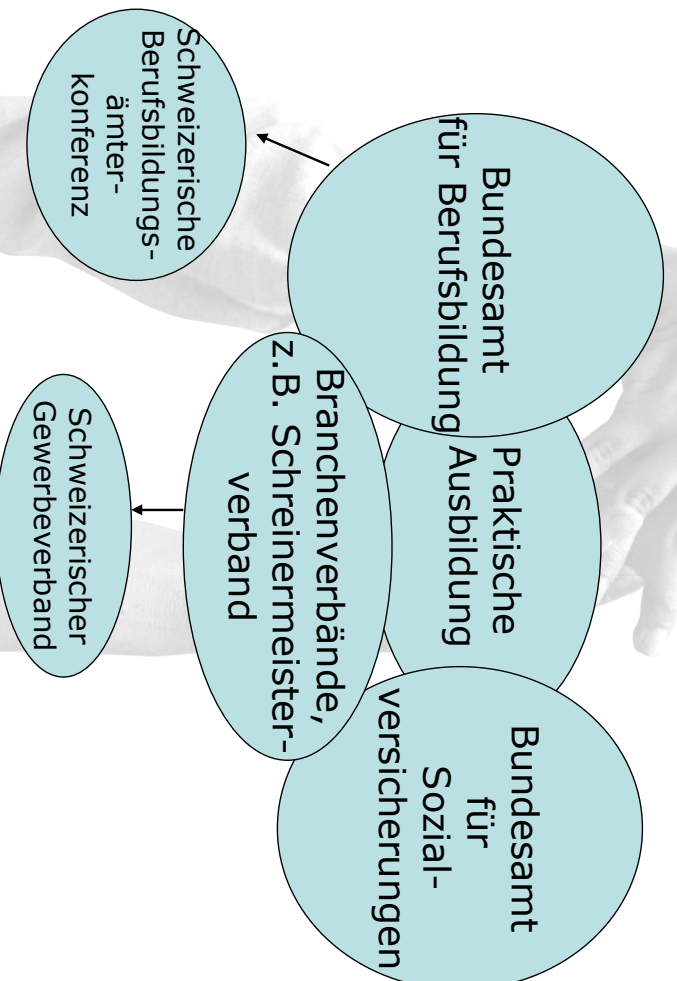 Bundesamt
für Berufsbildung
Praktische
Ausbildung
Bundesamt
für
Sozial-
versicherungen
Branchenverbände,
z.B. Schreinermeister-
verband
Schweizerische
Berufsbildungs-
ämter-
konferenz
Schweizerischer
Gewerbeverband